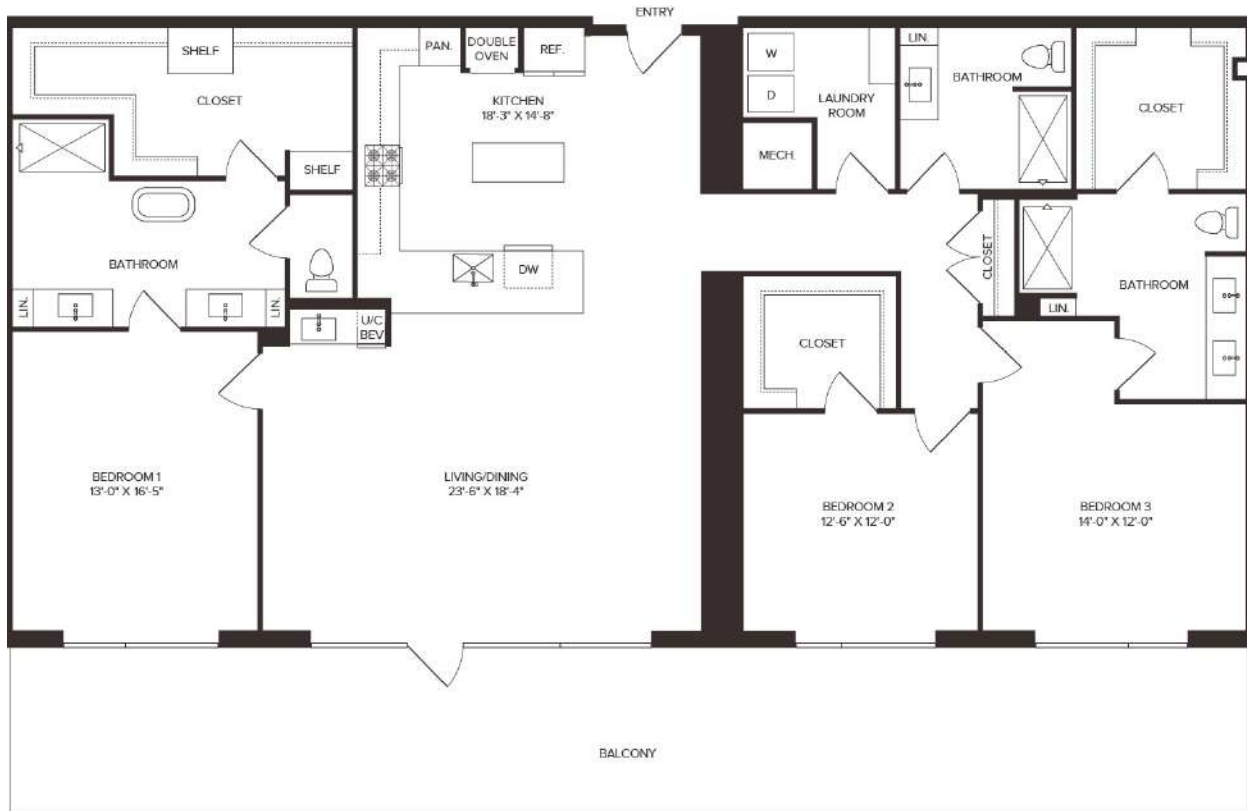 ENTRY
SHELF
PAN.
DOUBLE
OVEN
REF.
W
LIN.
BATHROOM
CLOSET
KITCHEN
18'-3" X 14'-8"
D
LAUNDRY
ROOM
CLOSET
MECH.
SHELF
BATHROOM
DW
CLOSET
BATHROOM
LIN.
LIN.
LIN.
U/C
BEV
CLOSET
BEDROOM 1
13'-0" X 16'-5"
LIVING/DINING
23'-6" X 18'-4"
BEDROOM 2
12'-6" X 12'-0"
BEDROOM 3
14'-0" X 12'-0"
BALCONY